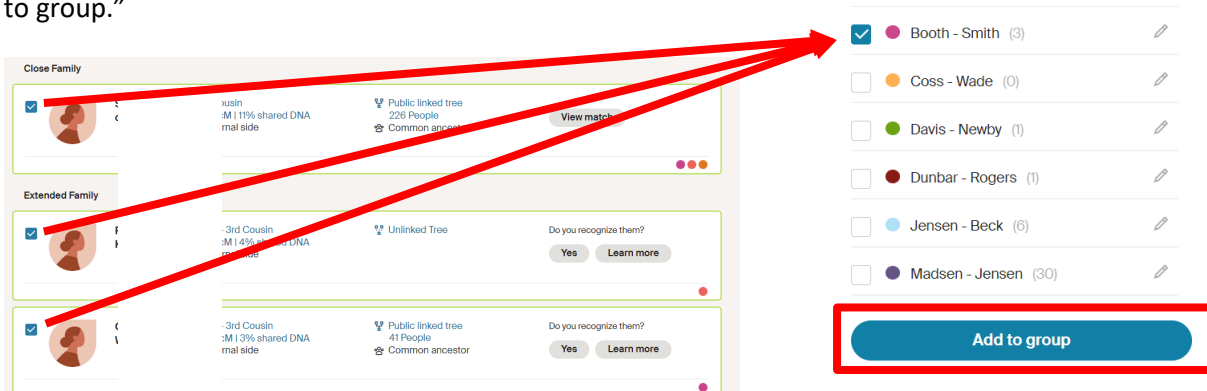 to group.”
Close Family
ousin
:M | 11% shared DNA
rnal side
Public linked tree
226 People
Common ancestor
View match
Extended Family
3rd Cousin
:M | 4% shared DNA
rnal side
Unlinked Tree
Do you recognize them?
Yes Learn more
3rd Cousin
:M | 3% shared DNA
rnal side
Public linked tree
41 People
Common ancestor
Do you recognize them?
Yes Learn more
Booth - Smith (3)
Coss - Wade (0)
Davis - Newby (1)
Dunbar - Rogers (1)
Jensen - Beck (6)
Madsen - Jensen (30)
Add to group